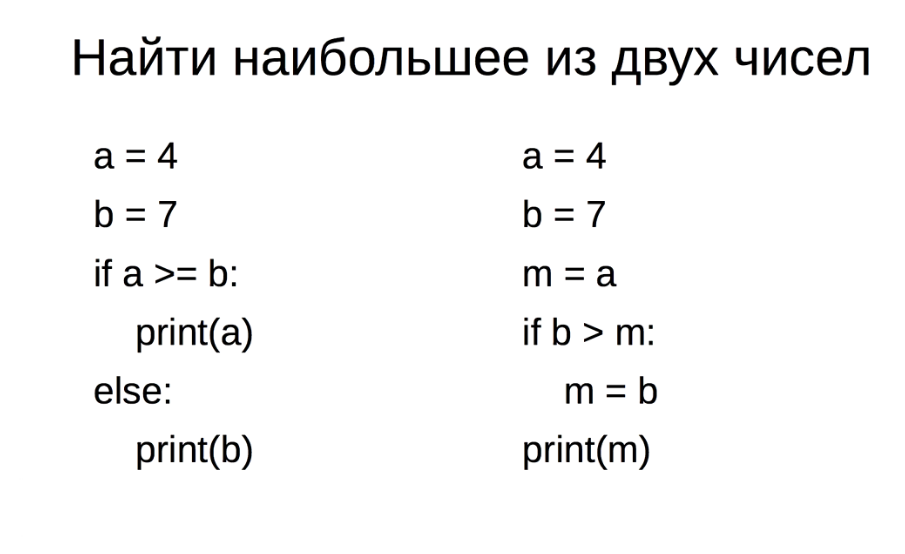 Найти наибольшее из двух чисел
a = 4
b = 7
if a >= b:
    print(a)
else:
    print(b)
a = 4
b = 7
m = a
if b > m:
    m = b
print(m)